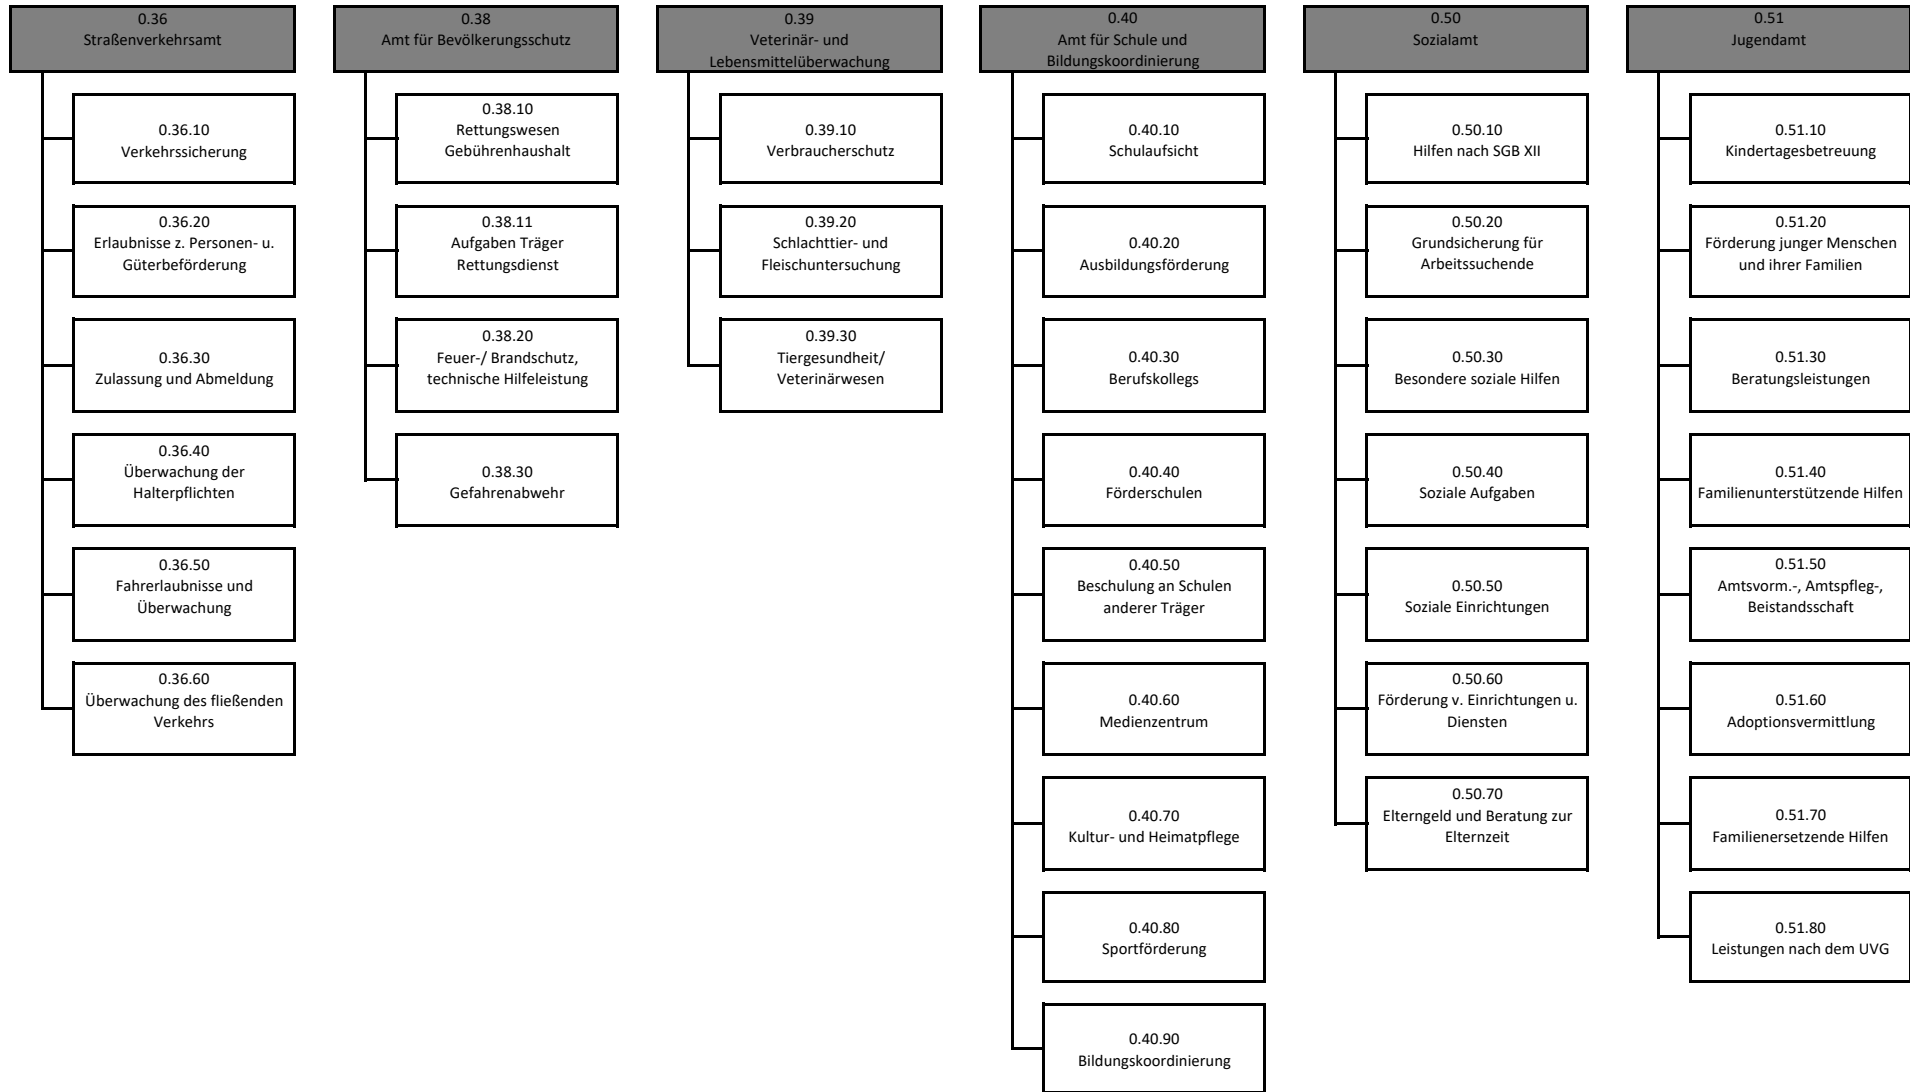 0.36
Straßenverkehrsamt
0.36.10
Verkehrssicherung
0.36.20
Erlaubnisse z. Personen- u.
Güterbeförderung
0.36.30
Zulassung und Abmeldung
0.36.40
Überwachung der
Halterpflichten
0.36.50
Fahrerlaubnisse und
Überwachung
0.36.60
Überwachung des fließenden
Verkehrs
0.38
Amt für Bevölkerungsschutz
0.38.10
Rettungswesen
Gebührenhaushalt
0.38.11
Aufgaben Träger
Rettungsdienst
0.38.20
Feuer-/ Brandschutz,
technische Hilfeleistung
0.38.30
Gefahrenabwehr
0.39
Veterinär- und
Lebensmittelüberwachung
0.39.10
Verbraucherschutz
0.39.20
Schlachttier- und
Fleischuntersuchung
0.39.30
Tiergesundheit/
Veterinärwesen
0.40
Amt für Schule und
Bildungskoordinierung
0.40.10
Schulaufsicht
0.40.20
Ausbildungsförderung
0.40.30
Berufskollegs
0.40.40
Förderschulen
0.40.50
Beschulung an Schulen
anderer Träger
0.40.60
Medienzentrum
0.40.70
Kultur- und Heimatpflege
0.40.80
Sportförderung
0.40.90
Bildungskoordinierung
0.50
Sozialamt
0.50.10
Hilfen nach SGB XII
0.50.20
Grundsicherung für
Arbeitssuchende
0.50.30
Besondere soziale Hilfen
0.50.40
Soziale Aufgaben
0.50.50
Soziale Einrichtungen
0.50.60
Förderung v. Einrichtungen u.
Diensten
0.50.70
Elterngeld und Beratung zur
Elternzeit
0.51
Jugendamt
0.51.10
Kindertagesbetreuung
0.51.20
Förderung junger Menschen
und ihrer Familien
0.51.30
Beratungsleistungen
0.51.40
Familienunterstützende Hilfen
0.51.50
Amtsvorm.-, Amtspfleg-,
Beistandsschaft
0.51.60
Adoptionsvermittlung
0.51.70
Familienersetzende Hilfen
0.51.80
Leistungen nach dem UVG